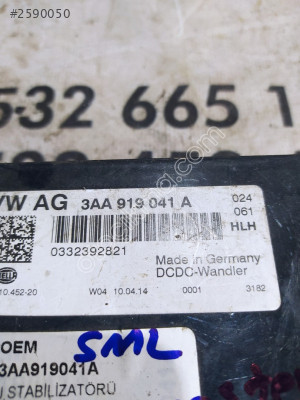 #2590050
532 665 1
VW AG 3AA 919 041 A
024
061
HLH
0332392821
Made in Germany
DCDC-Wandler
HELLA
10.452-20
W04 10.04.14 0001 3182
OEM
3AA919041A
SML
STABILIZATÖRÜ